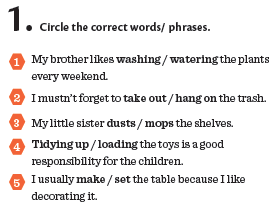 1. Circle the correct words/ phrases.
1 My brother likes washing / watering the plants
every weekend.
2 I mustn't forget to take out / hang on the trash.
3 My little sister dusts / mops the shelves.
4 Tidying up / loading the toys is a good
responsibility for the children.
5 I usually make / set the table because I like
decorating it.